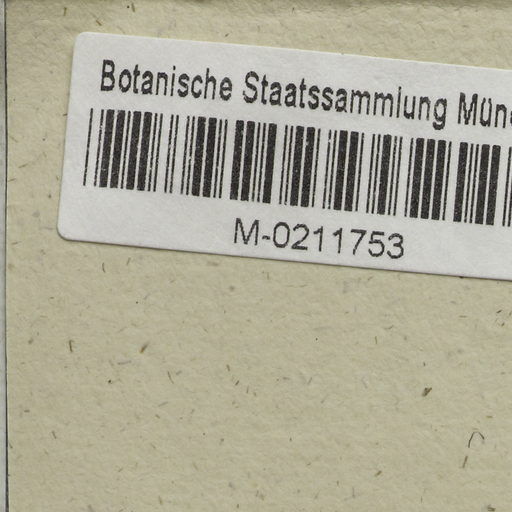 Botanische Staatssammlung
M-0211753